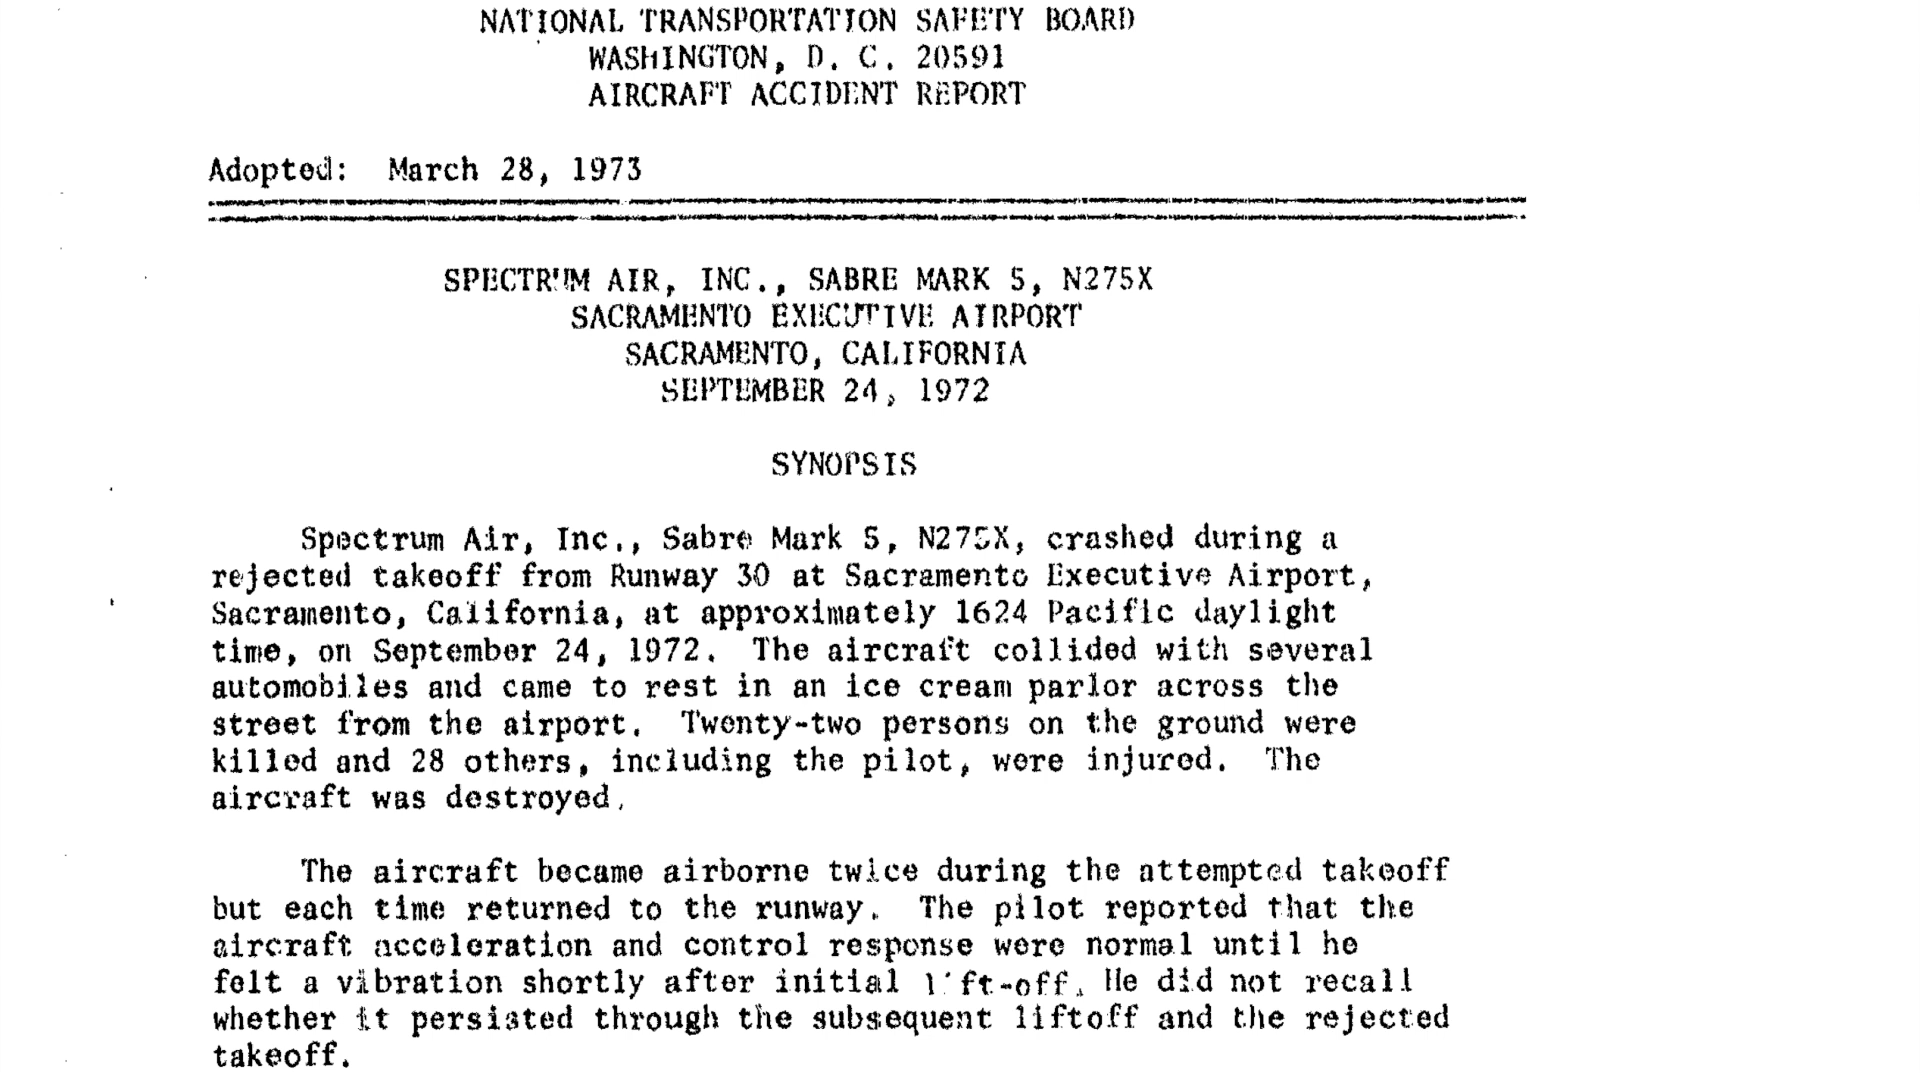 NATIONAL TRANSPORTATION SAFETY BOARD
WASHINGTON, D. C. 20591
AIRCRAFT ACCIDENT REPORT
Adopted: March 28, 1973
SPECTRUM AIR, INC., SABRE MARK 5, N275X
SACRAMENTO EXECUTIVE AIRPORT
SACRAMENTO, CALIFORNIA
SEPTEMBER 24, 1972
SYNOPSIS
Spectrum Air, Inc., Sabre Mark 5, N275X, crashed during a
rejected takeoff from Runway 30 at Sacramento Executive Airport,
Sacramento, California, at approximately 1624 Pacific daylight
time, on September 24, 1972. The aircraft collided with several
automobiles and came to rest in an ice cream parlor across the
street from the airport. Twenty-two persons on the ground were
killed and 28 others, including the pilot, were injured. The
aircraft was destroyed.
The aircraft became airborne twice during the attempted takeoff
but each time returned to the runway. The pilot reported that the
aircraft acceleration and control response were normal until he
felt a vibration shortly after initial lift-off. He did not recall
whether it persisted through the subsequent liftoff and the rejected
takeoff.